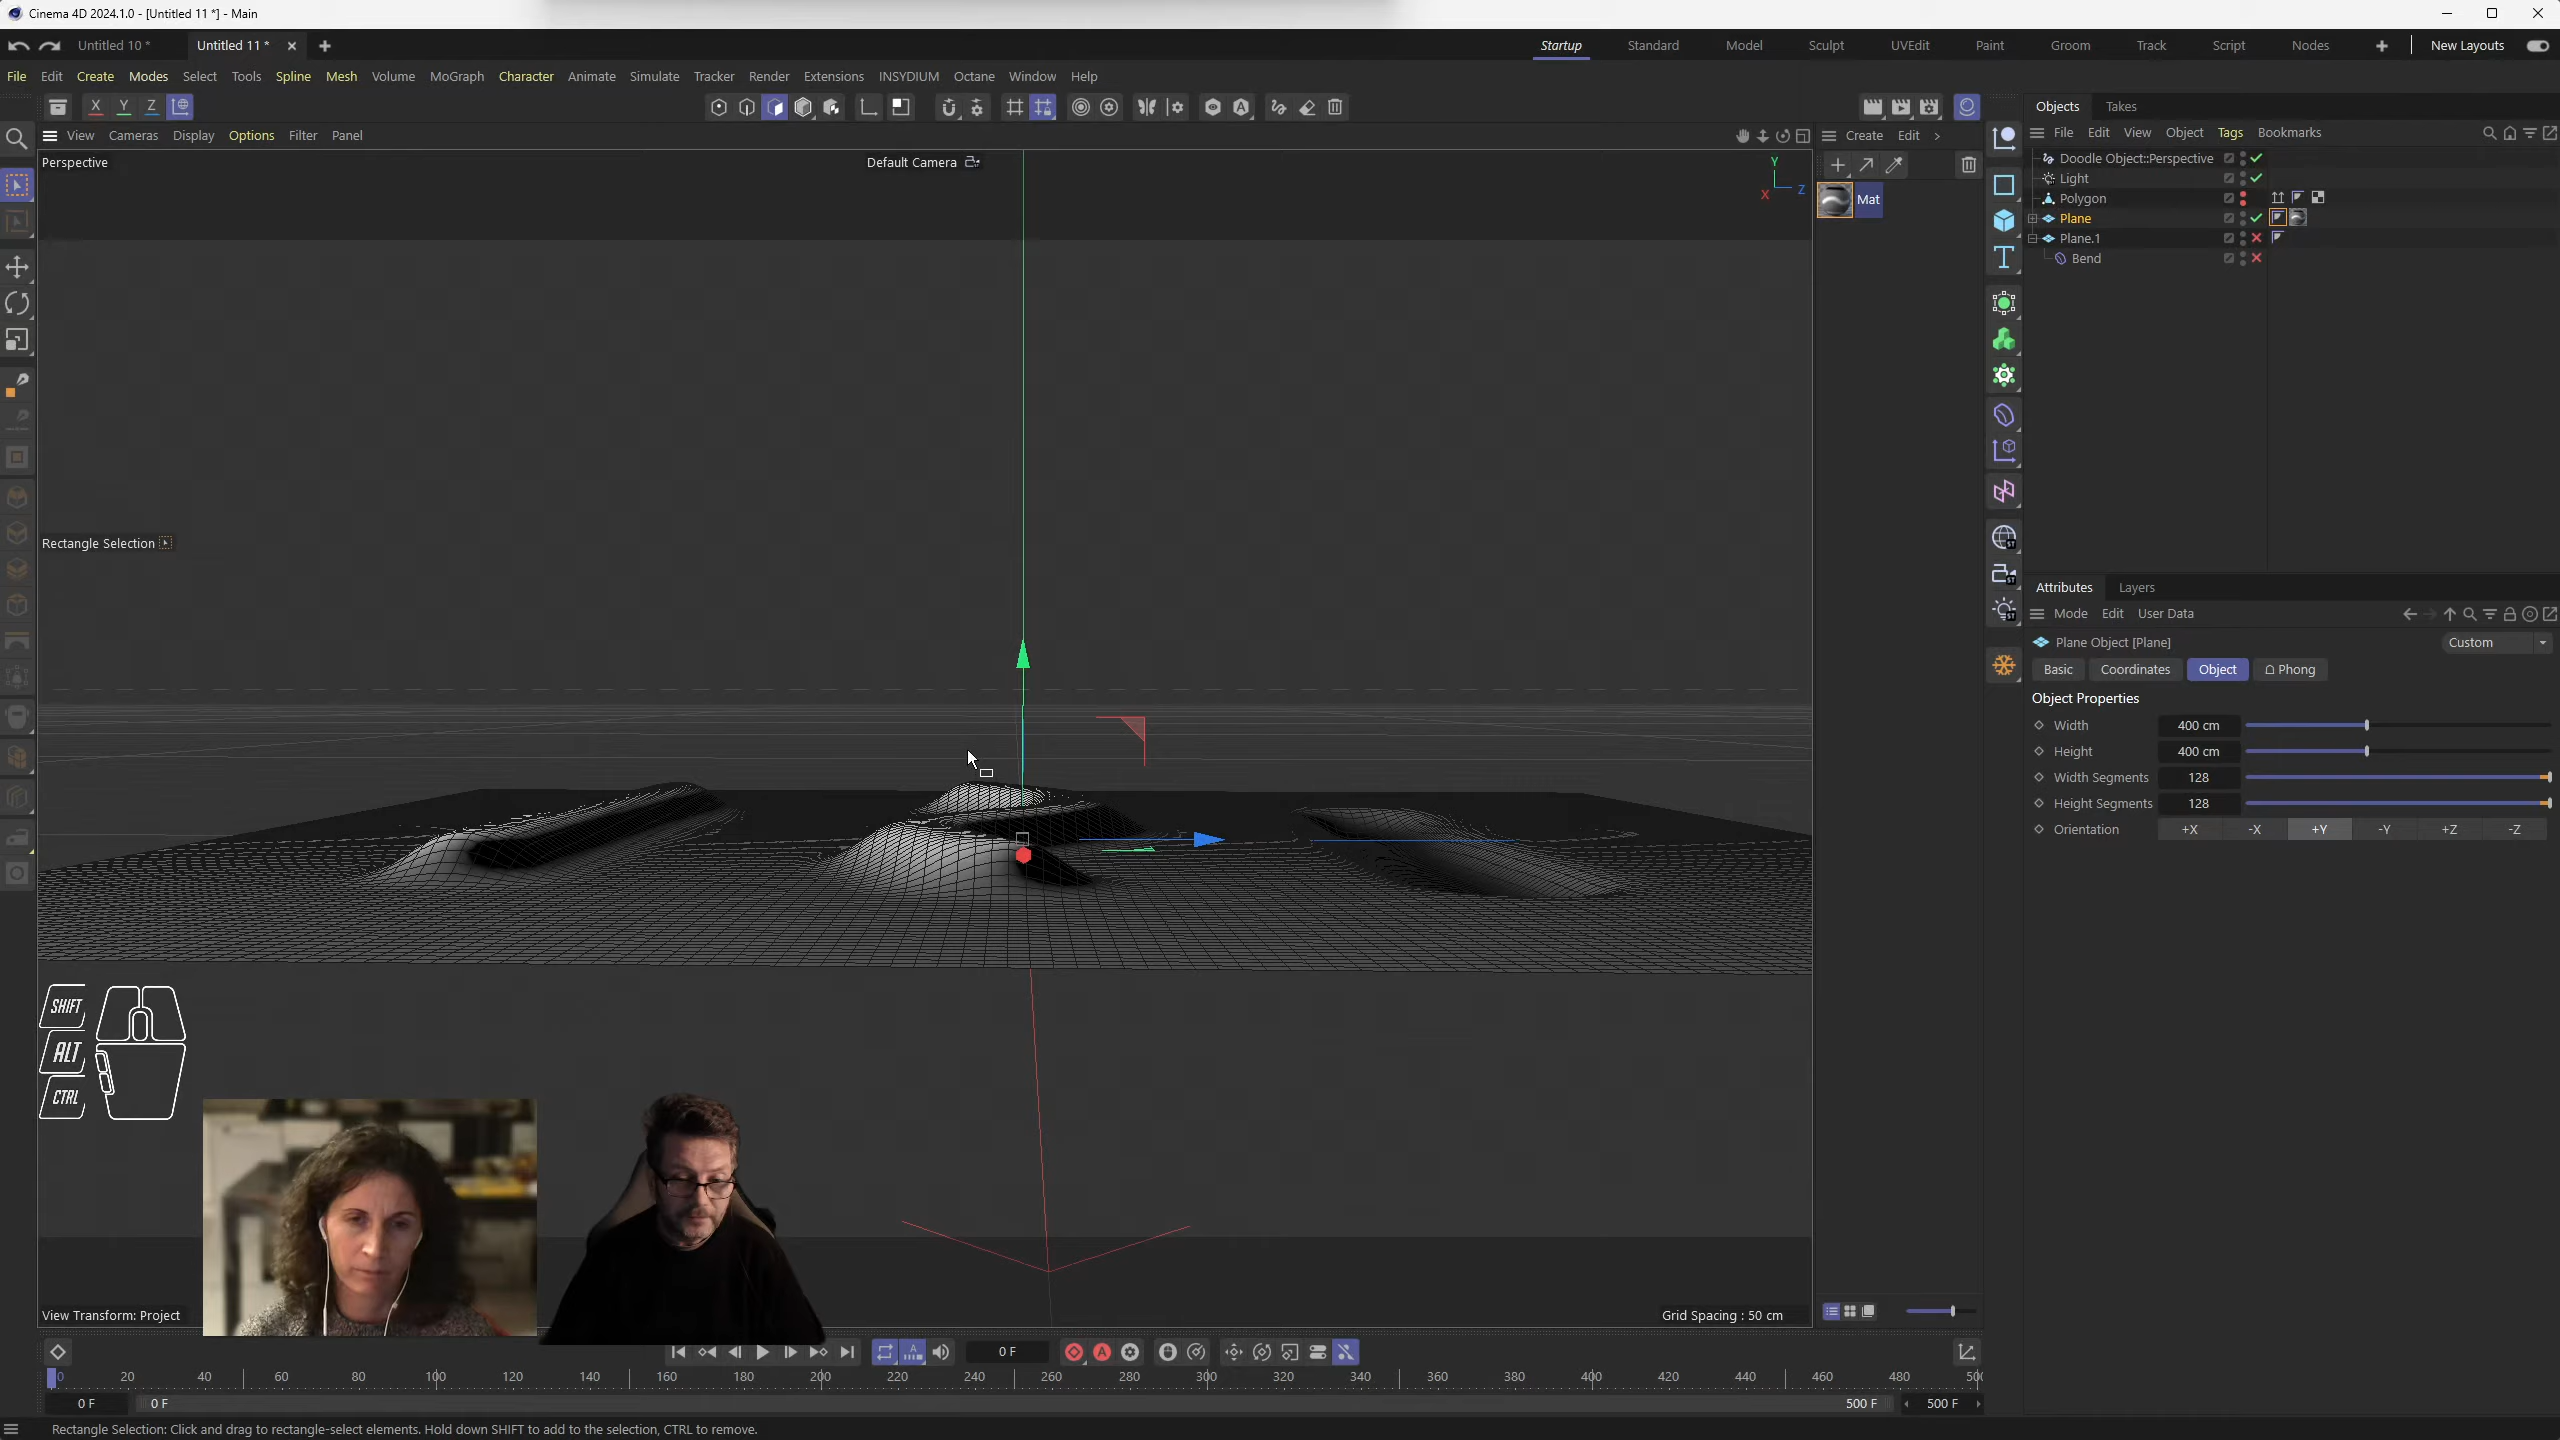 Cinema 4D 2024.1.0 - [Untitled 11 *] - Main
Untitled 10 *
Untitled 11 *
Startup
Standard
Model
Sculpt
UVEdit
Paint
Groom
Track
Script
Nodes
New Layouts
File Edit Create Modes Select Tools Spline Mesh Volume MoGraph Character Animate Simulate Tracker Render Extensions INSYDIUM Octane Window Help
X Y Z
Objects Takes
View Cameras Display Options Filter Panel
Create Edit
File Edit View Object Tags Bookmarks
Perspective
Default Camera
Y
X
Z
Mat
Doodle Object::Perspective
Light
Polygon
Plane
Plane.1
Bend
Rectangle Selection
Attributes Layers
Mode Edit User Data
Plane Object [Plane]
Custom
Basic Coordinates Object Phong
Object Properties
Width 400 cm
Height 400 cm
Width Segments 128
Height Segments 128
Orientation +X -X +Y -Y +Z -Z
SHIFT
ALT
CTRL
View Transform: Project
Grid Spacing : 50 cm
0 F
0 20 40 60 80 100 120 140 160 180 200 220 240 260 280 300 320 340 360 380 400 420 440 460 480
0 F
0 F
500 F
500 F
Rectangle Selection: Click and drag to rectangle-select elements. Hold down SHIFT to add to the selection, CTRL to remove.